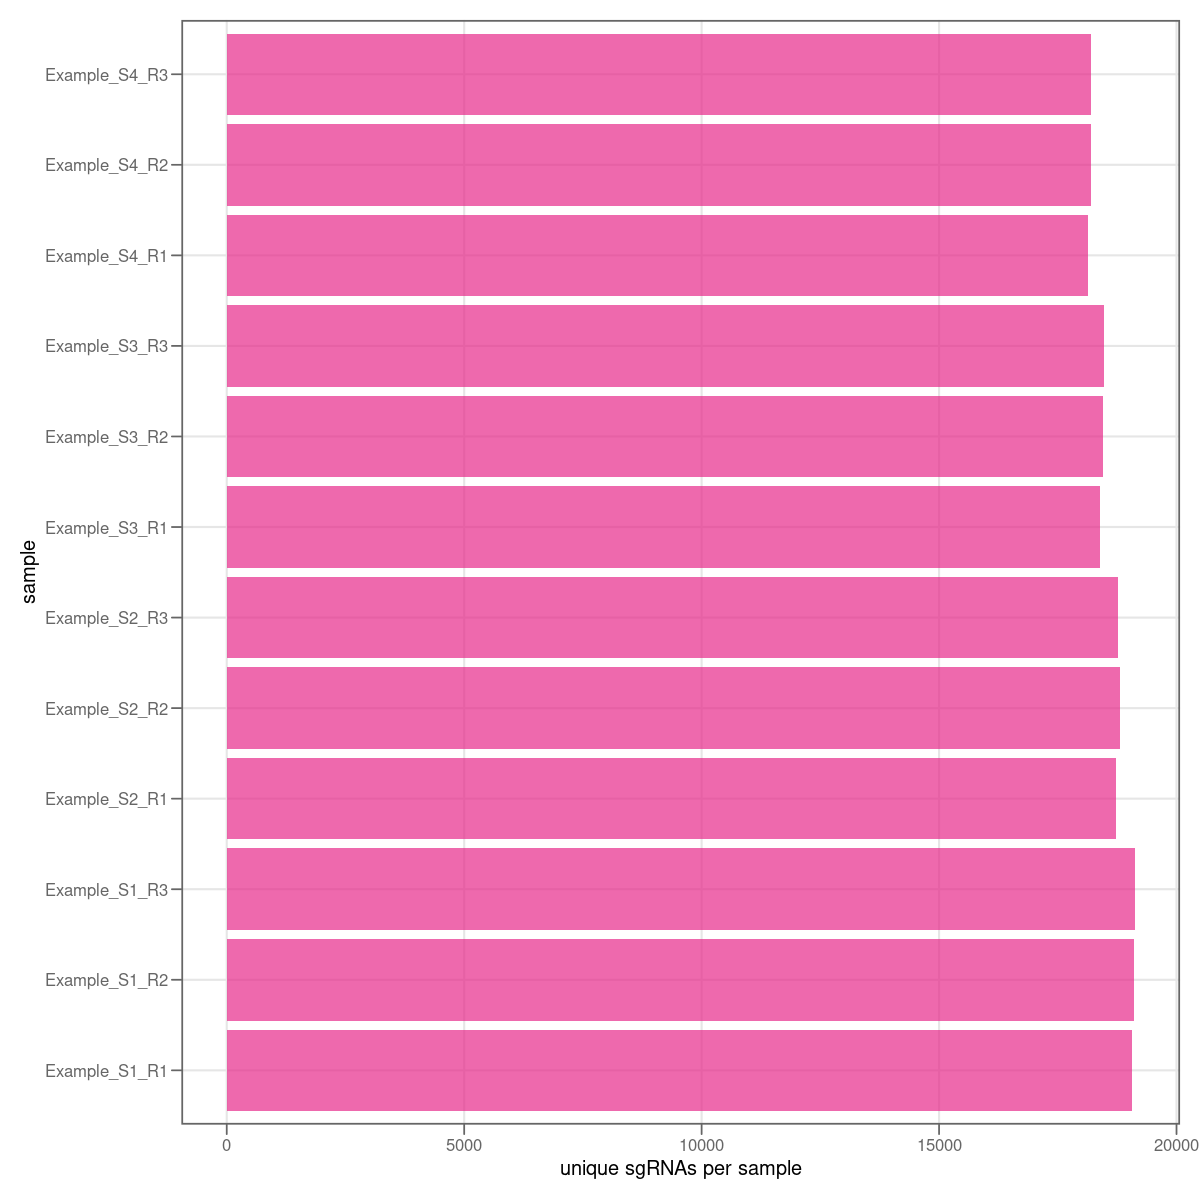 Example_S4_R3
Example_S4_R2
Example_S4_R1
Example_S3_R3
Example_S3_R2
Example_S3_R1
Example_S2_R3
Example_S2_R2
Example_S2_R1
Example_S1_R3
Example_S1_R2
Example_S1_R1
sample
0 5000 10000 15000 20000
unique sgRNAs per sample